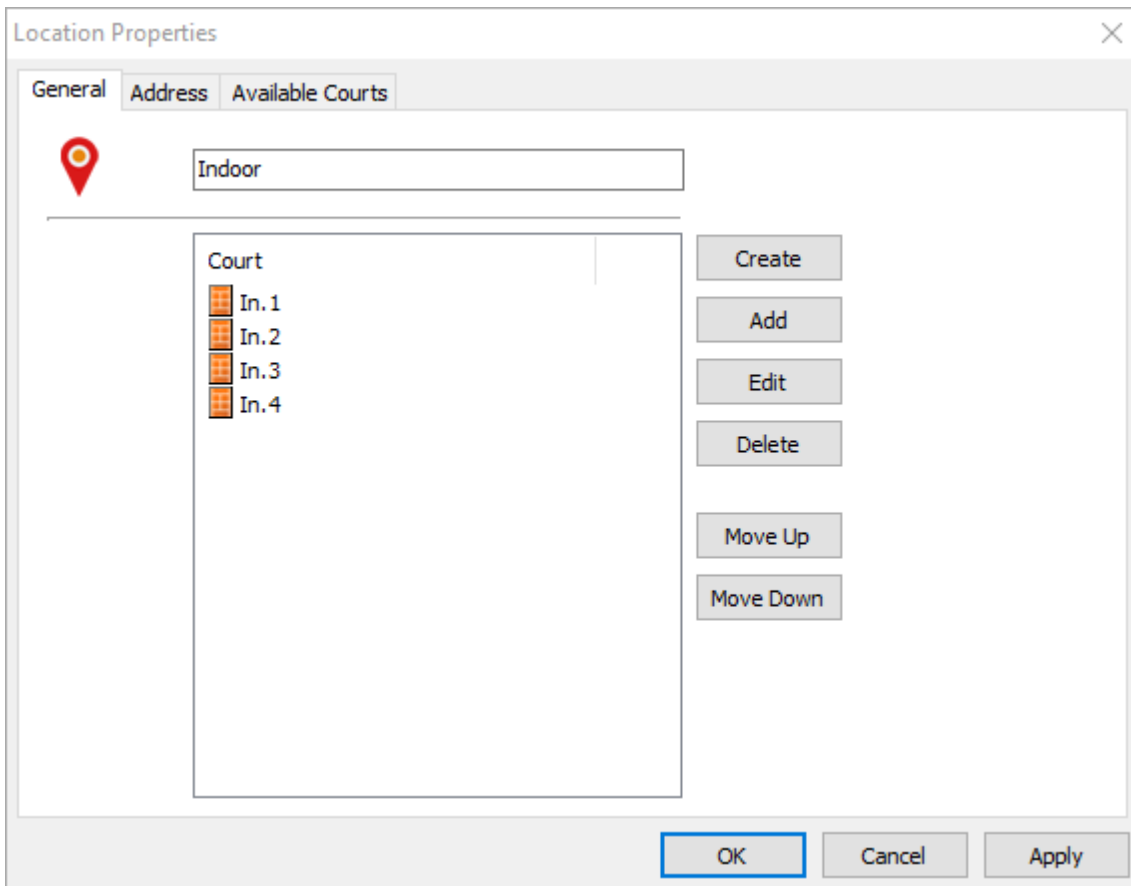 Location Properties
General Address Available Courts
Indoor
Court
In.1
In.2
In.3
In.4
Create
Add
Edit
Delete
Move Up
Move Down
OK Cancel Apply